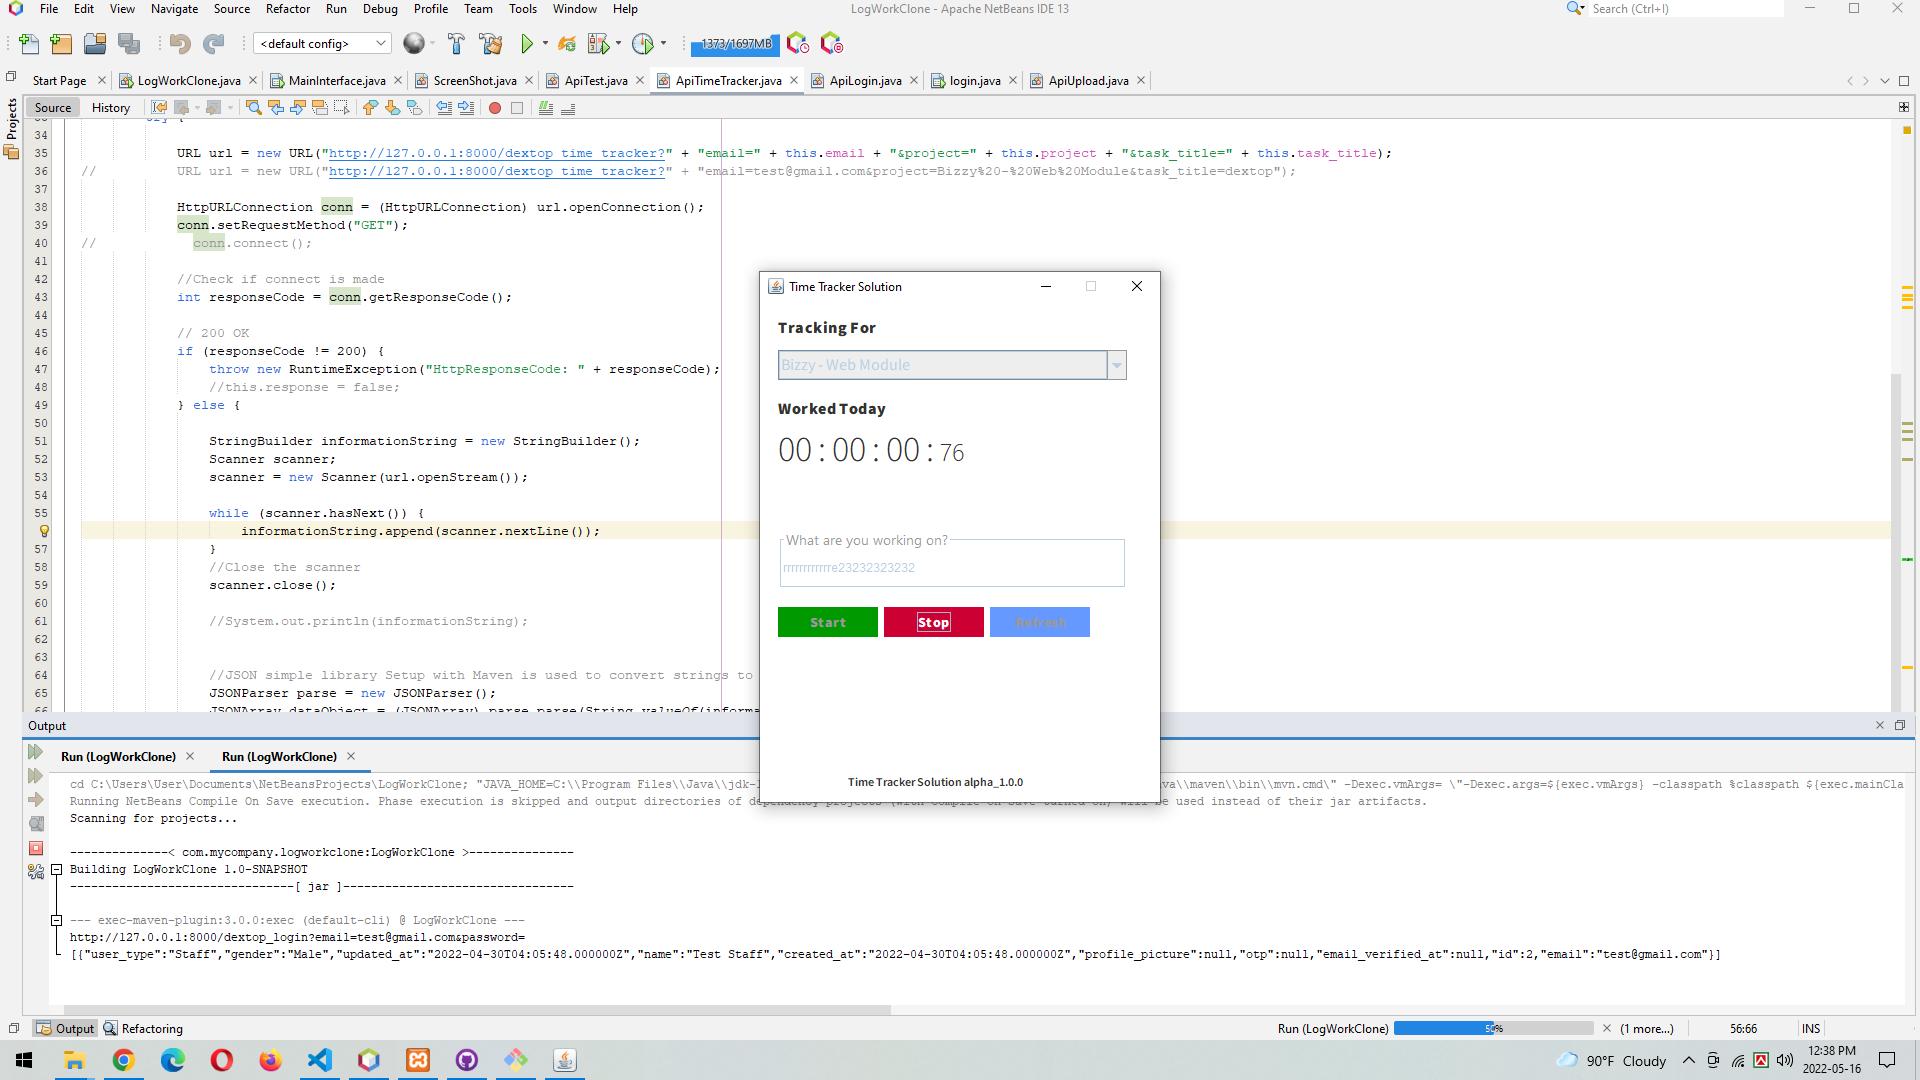 File Edit View Navigate Source Refactor Run Debug Profile Team Tools Window Help
LogWorkClone - Apache NetBeans IDE 13
Search (Ctrl+I)
<default config>
1373/1697MB
Start Page
LogWorkClone.java
MainInterface.java
ScreenShot.java
ApiTest.java
ApiTimeTracker.java
ApiLogin.java
login.java
ApiUpload.java
Projects
Source History
34
35 URL url = new URL("http://127.0.0.1:8000/dextop_time_tracker?" + "email=" + this.email + "&project=" + this.project + "&task_title=" + this.task_title);
36 // URL url = new URL("http://127.0.0.1:8000/dextop_time_tracker?" + "email=test@gmail.com&project=Bizzy%20-%20Web%20Module&task_title=dextop");
37
38 HttpURLConnection conn = (HttpURLConnection) url.openConnection();
39 conn.setRequestMethod("GET");
40 // conn.connect();
41
42 //Check if connect is made
43 int responseCode = conn.getResponseCode();
44
45 // 200 OK
46 if (responseCode != 200) {
47 throw new RuntimeException("HttpResponseCode: " + responseCode);
48 //this.response = false;
49 } else {
50
51 StringBuilder informationString = new StringBuilder();
52 Scanner scanner;
53 scanner = new Scanner(url.openStream());
54
55 while (scanner.hasNext()) {
informationString.append(scanner.nextLine());
57 }
58 //Close the scanner
59 scanner.close();
60
61 //System.out.println(informationString);
62
63
64 //JSON simple library Setup with Maven is used to convert strings to
65 JSONParser parse = new JSONParser();
66 JSONArray dataObject = (JSONArray) parse.parse(String.valueOf(informa
Time Tracker Solution
Tracking For
Bizzy - Web Module
Worked Today
00 : 00 : 00 : 76
What are you working on?
rrrrrrrrrrrre23232323232
Start Stop Refresh
Time Tracker Solution alpha_1.0.0
Output
Run (LogWorkClone)
Run (LogWorkClone)
cd C:\Users\User\Documents\NetBeansProjects\LogWorkClone; "JAVA_HOME=C:\\Program Files\\Java\\jdk- va\\maven\\bin\\mvn.cmd\" -Dexec.vmArgs= \"-Dexec.args=${exec.vmArgs} -classpath %classpath ${exec.mainCla
Running NetBeans Compile On Save execution. Phase execution is skipped and output directories of dependency projects (with Compile on Save turned on) will be used instead of their jar artifacts.
Scanning for projects...
--------------< com.mycompany.logworkclone:LogWorkClone >---------------
Building LogWorkClone 1.0-SNAPSHOT
--------------------------------[ jar ]---------------------------------
--- exec-maven-plugin:3.0.0:exec (default-cli) @ LogWorkClone ---
http://127.0.0.1:8000/dextop_login?email=test@gmail.com&password=
[{"user_type":"Staff","gender":"Male","updated_at":"2022-04-30T04:05:48.000000Z","name":"Test Staff","created_at":"2022-04-30T04:05:48.000000Z","profile_picture":null,"otp":null,"email_verified_at":null,"id":2,"email":"test@gmail.com"}]
Output Refactoring
Run (LogWorkClone) 50% (1 more...) 56:66 INS
90°F Cloudy
12:38 PM
2022-05-16